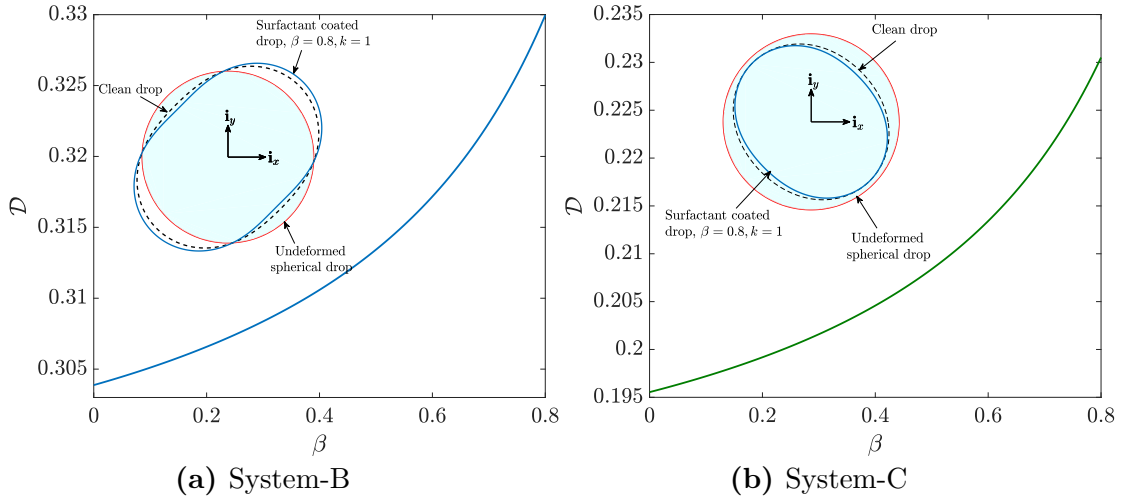 0.33
0.325
0.32
0.315
0.31
0.305
𝒟
0
0.2
0.4
0.6
0.8
β
Surfactant coated
drop, β = 0.8, k = 1
Clean drop
i_y
i_x
Undeformed
spherical drop
(a) System-B
0.235
0.23
0.225
0.22
0.215
0.21
0.205
0.2
0.195
𝒟
0
0.2
0.4
0.6
0.8
β
Clean drop
i_y
i_x
Surfactant coated
drop, β = 0.8, k = 1
Undeformed
spherical drop
(b) System-C